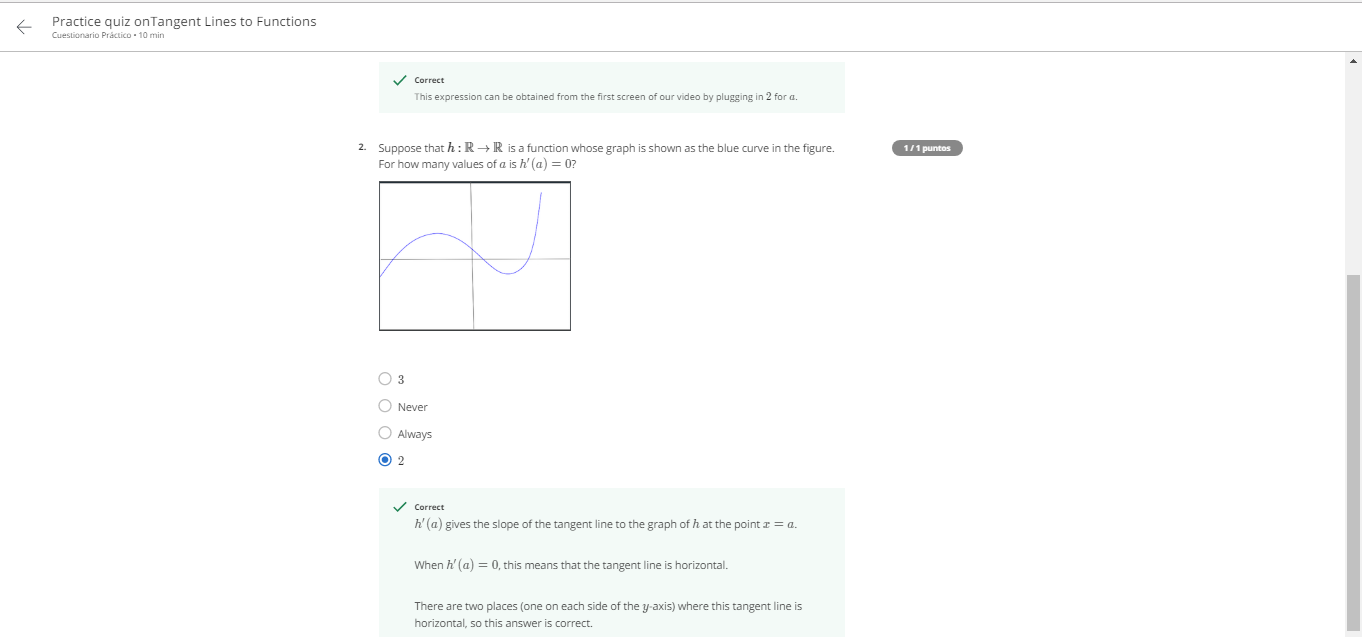 Practice quiz onTangent Lines to Functions
Cuestionario Práctico • 10 min
Correct
This expression can be obtained from the first screen of our video by plugging in 2 for a.
2. Suppose that h : ℝ → ℝ is a function whose graph is shown as the blue curve in the figure.
1 / 1 puntos
For how many values of a is h′(a) = 0?
3
Never
Always
2
Correct
h′(a) gives the slope of the tangent line to the graph of h at the point x = a.
When h′(a) = 0, this means that the tangent line is horizontal.
There are two places (one on each side of the y-axis) where this tangent line is
horizontal, so this answer is correct.